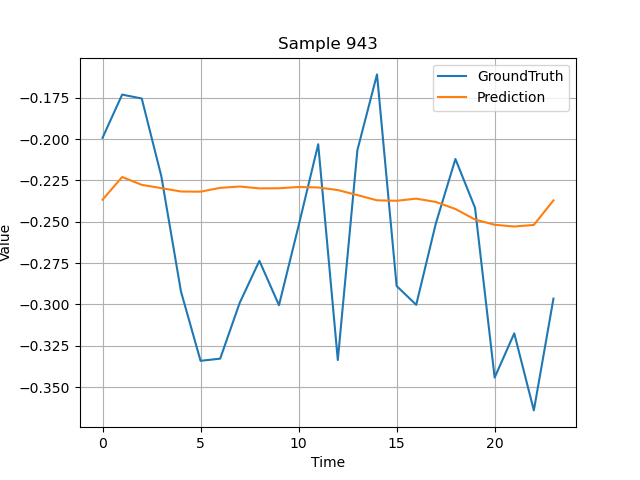 Sample 943
GroundTruth
Prediction
Value
−0.175
−0.200
−0.225
−0.250
−0.275
−0.300
−0.325
−0.350
0 5 10 15 20
Time